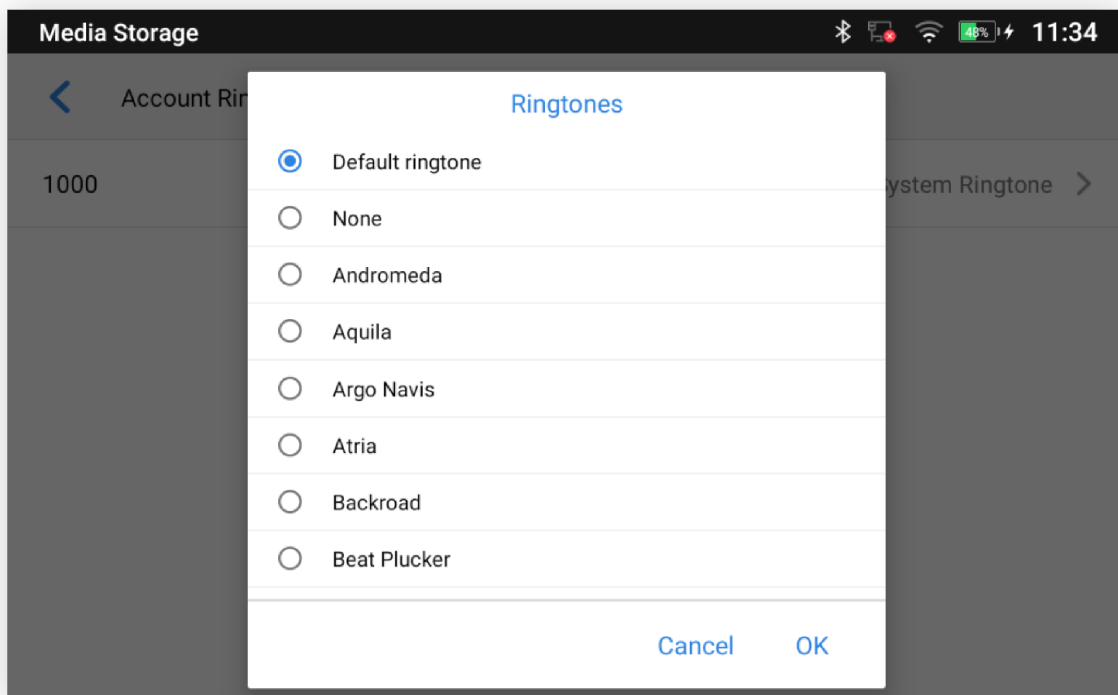 Media Storage 48% 11:34
Account Rin
Ringtones
Default ringtone
1000
System Ringtone
None
Andromeda
Aquila
Argo Navis
Atria
Backroad
Beat Plucker
Cancel OK